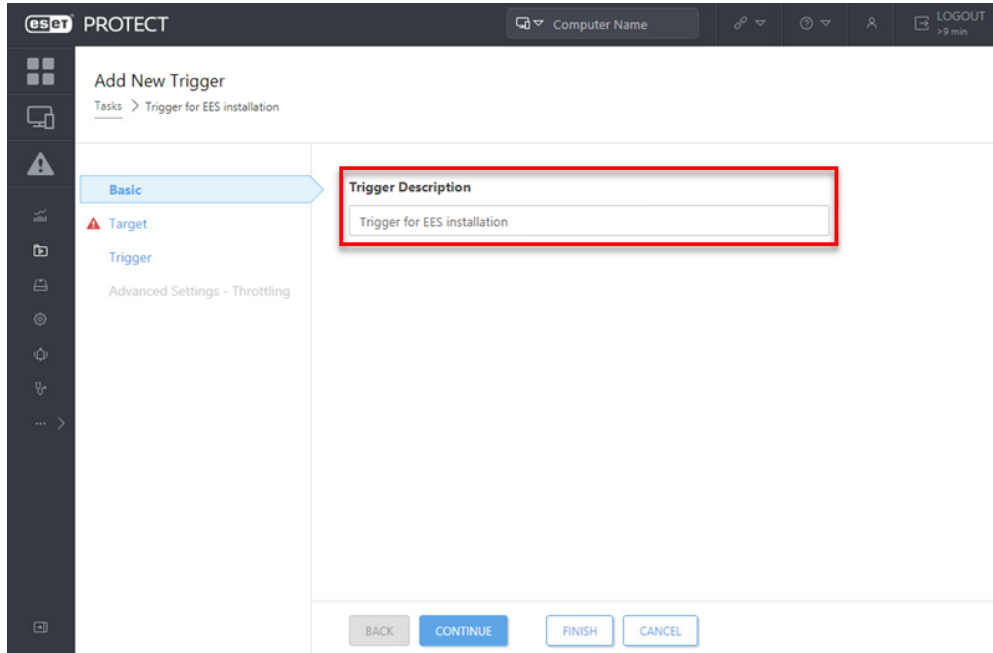 eset PROTECT
Computer Name
LOGOUT
>9 min
Add New Trigger
Tasks > Trigger for EES installation
Basic
Target
Trigger
Advanced Settings - Throttling
Trigger Description
Trigger for EES installation
BACK
CONTINUE
FINISH
CANCEL